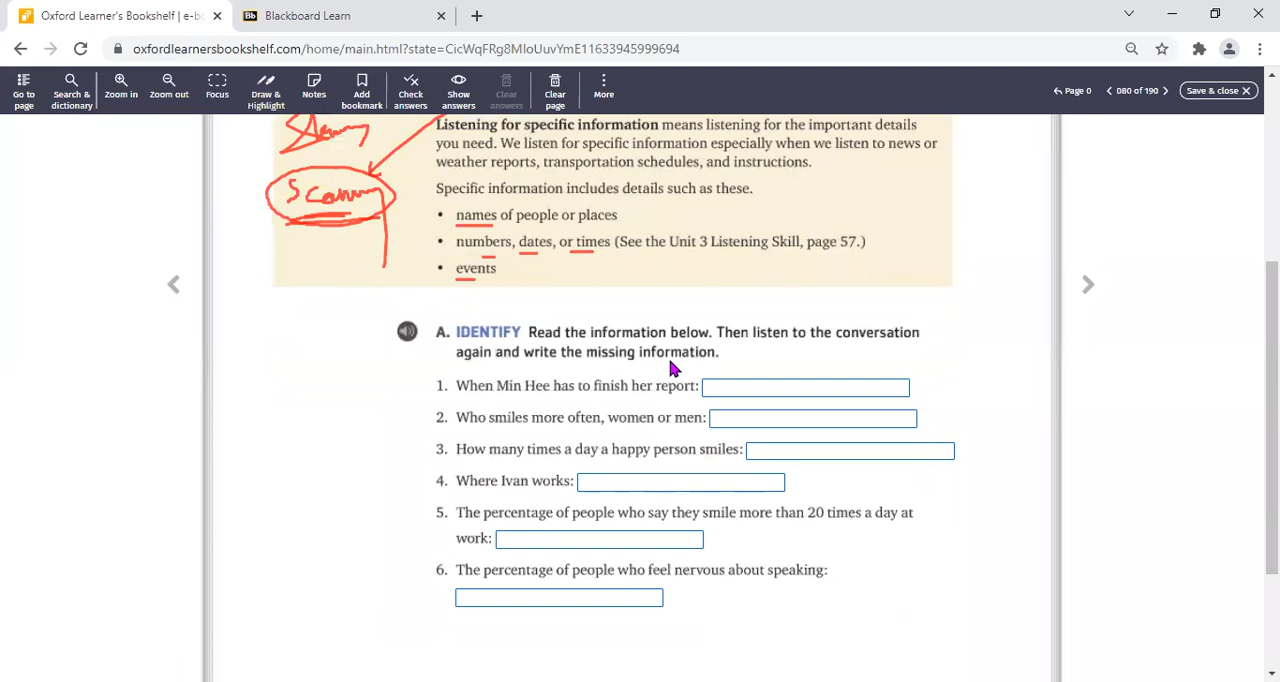 Oxford Learner's Bookshelf | e-bo
Blackboard Learn
oxfordlearnersbookshelf.com/home/main.html?state=CicWqFRg8MloUuvYmE11633945999694
Go to page
Search & dictionary
Zoom in
Zoom out
Focus
Draw & Highlight
Notes
Add bookmark
Check answers
Show answers
Clear answers
Clear page
More
Page 0
080 of 190
Save & close
Scanning
Listening for specific information means listening for the important details
you need. We listen for specific information especially when we listen to news or
weather reports, transportation schedules, and instructions.
Specific information includes details such as these.
• names of people or places
• numbers, dates, or times (See the Unit 3 Listening Skill, page 57.)
• events
A. IDENTIFY Read the information below. Then listen to the conversation
again and write the missing information.
1. When Min Hee has to finish her report:
2. Who smiles more often, women or men:
3. How many times a day a happy person smiles:
4. Where Ivan works:
5. The percentage of people who say they smile more than 20 times a day at
work:
6. The percentage of people who feel nervous about speaking: